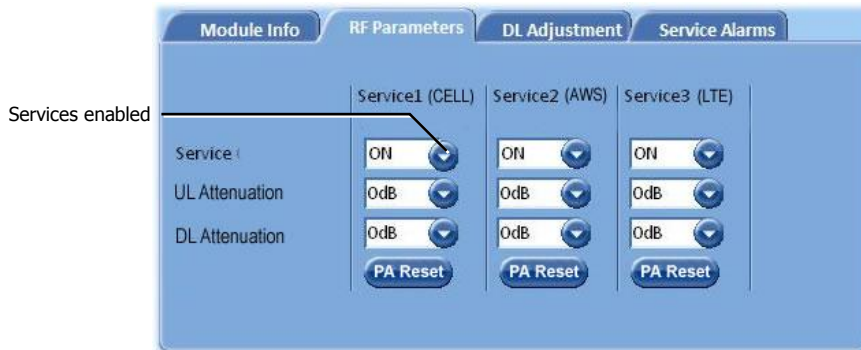 Module Info RF Parameters DL Adjustment Service Alarms
Service1 (CELL) Service2 (AWS) Service3 (LTE)
Services enabled
Service ON ON ON
UL Attenuation 0dB 0dB 0dB
DL Attenuation 0dB 0dB 0dB
PA Reset PA Reset PA Reset